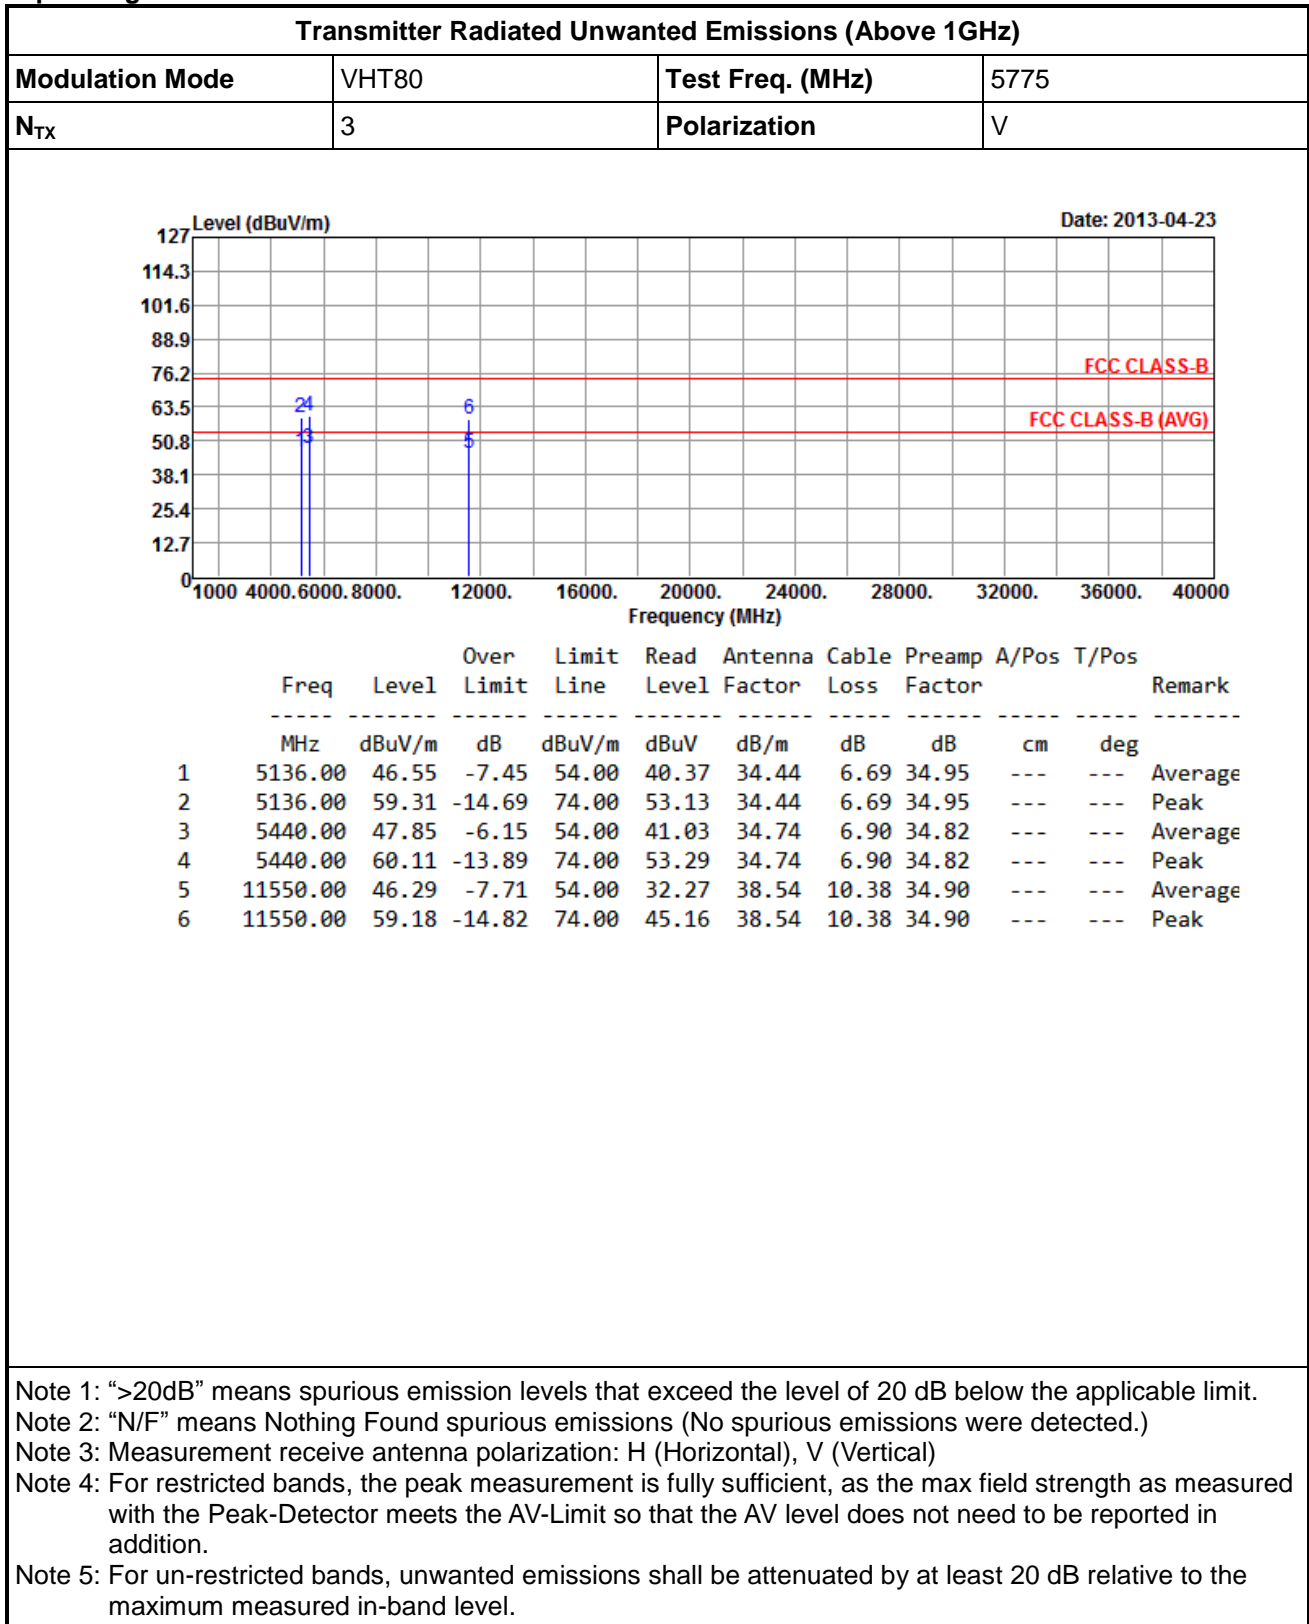 Transmitter Radiated Unwanted Emissions (Above 1GHz)
Modulation Mode VHT80 Test Freq. (MHz) 5775
NTX 3 Polarization V
Level (dBuV/m) Date: 2013-04-23
127
114.3
101.6
88.9
76.2 FCC CLASS-B
63.5 2 4 6
FCC CLASS-B (AVG)
50.8 1 3 5
38.1
25.4
12.7
0
1000 4000. 6000. 8000. 12000. 16000. 20000. 24000. 28000. 32000. 36000. 40000
Frequency (MHz)
Over Limit Read Antenna Cable Preamp A/Pos T/Pos
Freq Level Limit Line Level Factor Loss Factor Remark
----- ------- ------ ------ ------- ------ ----- ------ ----- ----- -------
MHz dBuV/m dB dBuV/m dBuV dB/m dB dB cm deg
1 5136.00 46.55 -7.45 54.00 40.37 34.44 6.69 34.95 --- --- Average
2 5136.00 59.31 -14.69 74.00 53.13 34.44 6.69 34.95 --- --- Peak
3 5440.00 47.85 -6.15 54.00 41.03 34.74 6.90 34.82 --- --- Average
4 5440.00 60.11 -13.89 74.00 53.29 34.74 6.90 34.82 --- --- Peak
5 11550.00 46.29 -7.71 54.00 32.27 38.54 10.38 34.90 --- --- Average
6 11550.00 59.18 -14.82 74.00 45.16 38.54 10.38 34.90 --- --- Peak
Note 1: “>20dB” means spurious emission levels that exceed the level of 20 dB below the applicable limit.
Note 2: “N/F” means Nothing Found spurious emissions (No spurious emissions were detected.)
Note 3: Measurement receive antenna polarization: H (Horizontal), V (Vertical)
Note 4: For restricted bands, the peak measurement is fully sufficient, as the max field strength as measured
with the Peak-Detector meets the AV-Limit so that the AV level does not need to be reported in
addition.
Note 5: For un-restricted bands, unwanted emissions shall be attenuated by at least 20 dB relative to the
maximum measured in-band level.